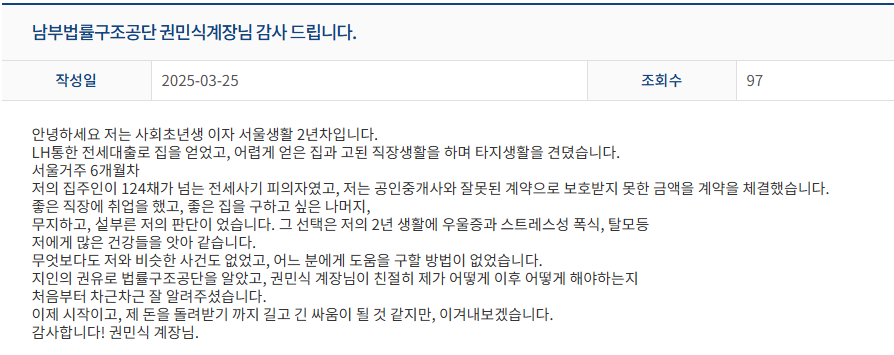 남부법률구조공단 권민식계장님 감사 드립니다.
작성일 2025-03-25 조회수 97
안녕하세요 저는 사회초년생 이자 서울생활 2년차입니다.
LH통한 전세대출로 집을 얻었고, 어렵게 얻은 집과 고된 직장생활을 하며 타지생활을 견뎠습니다.
서울거주 6개월차
저의 집주인이 124채가 넘는 전세사기 피의자였고, 저는 공인중개사와 잘못된 계약으로 보호받지 못한 금액을 계약을 체결했습니다.
좋은 직장에 취업을 했고, 좋은 집을 구하고 싶은 나머지,
무지하고, 섣부른 저의 판단이 었습니다. 그 선택은 저의 2년 생활에 우울증과 스트레스성 폭식, 탈모등
저에게 많은 건강들을 앗아 같습니다.
무엇보다도 저와 비슷한 사건도 없었고, 어느 분에게 도움을 구할 방법이 없었습니다.
지인의 권유로 법률구조공단을 알았고, 권민식 계장님이 친절히 제가 어떻게 이후 어떻게 해야하는지
처음부터 차근차근 잘 알려주셨습니다.
이제 시작이고, 제 돈을 돌려받기 까지 길고 긴 싸움이 될 것 같지만, 이겨내보겠습니다.
감사합니다! 권민식 계장님.